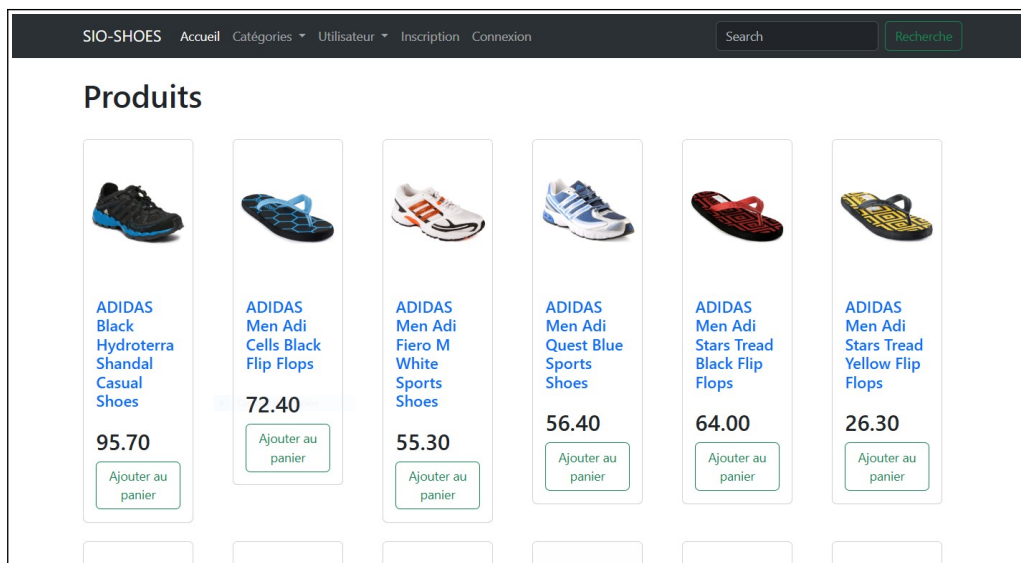 SIO-SHOES Accueil Catégories Utilisateur Inscription Connexion Search Recherche
Produits
ADIDAS
Black
Hydroterra
Shandal
Casual
Shoes
95.70
Ajouter au
panier
ADIDAS
Men Adi
Cells Black
Flip Flops
72.40
Ajouter au
panier
ADIDAS
Men Adi
Fiero M
White
Sports
Shoes
55.30
Ajouter au
panier
ADIDAS
Men Adi
Quest Blue
Sports
Shoes
56.40
Ajouter au
panier
ADIDAS
Men Adi
Stars Tread
Black Flip
Flops
64.00
Ajouter au
panier
ADIDAS
Men Adi
Stars Tread
Yellow Flip
Flops
26.30
Ajouter au
panier